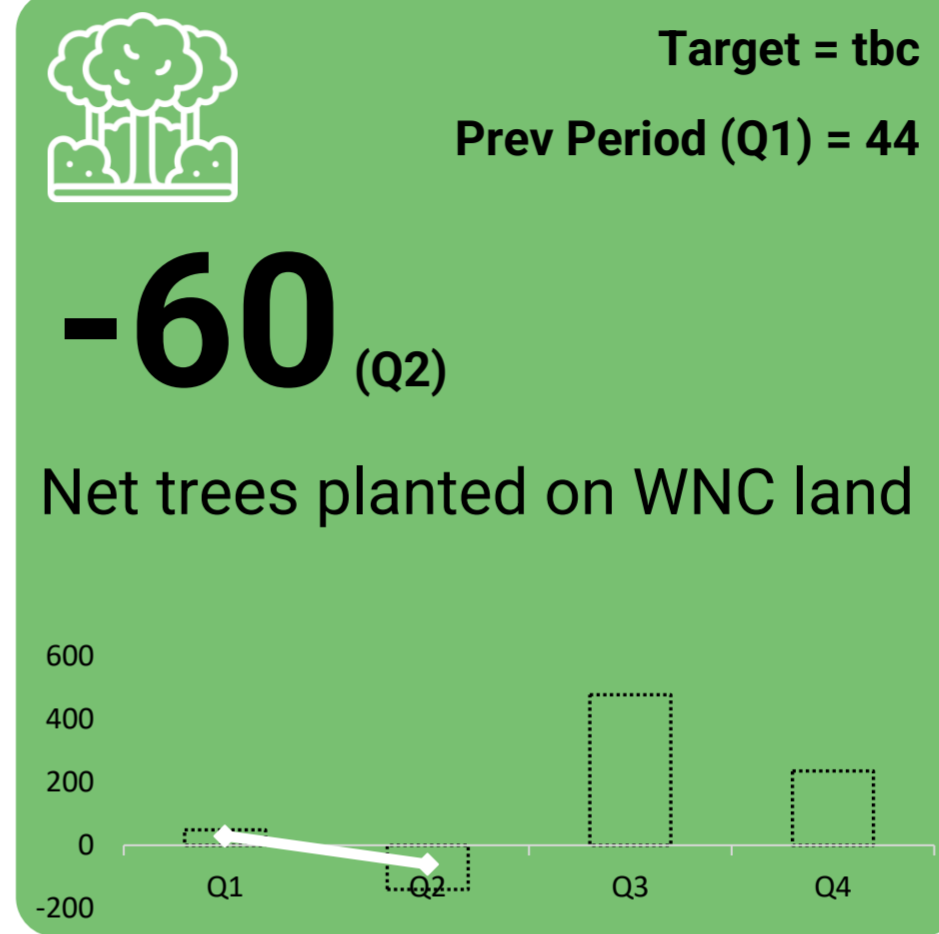 Target = tbc
Prev Period (Q1) = 44
-60 (Q2)
Net trees planted on WNC land
600
400
200
0
-200
Q1 Q2 Q3 Q4